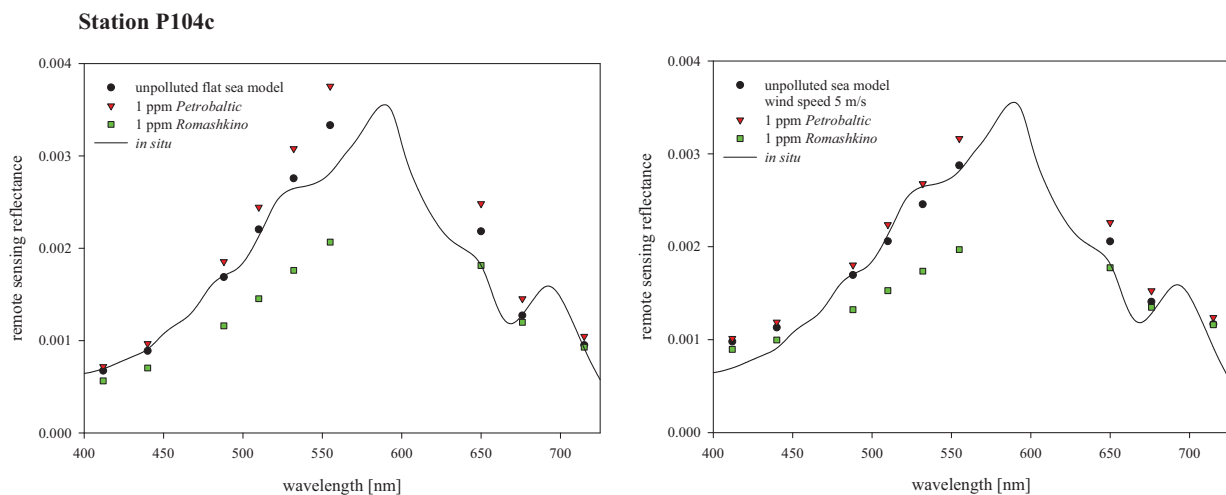 Station P104c
0.004
0.003
0.002
0.001
0.000
remote sensing reflectance
unpolluted flat sea model
1 ppm Petrobaltic
1 ppm Romashkino
in situ
400
450
500
550
600
650
700
wavelength [nm]
0.004
0.003
0.002
0.001
0.000
remote sensing reflectance
unpolluted sea model
wind speed 5 m/s
1 ppm Petrobaltic
1 ppm Romashkino
in situ
400
450
500
550
600
650
700
wavelength [nm]